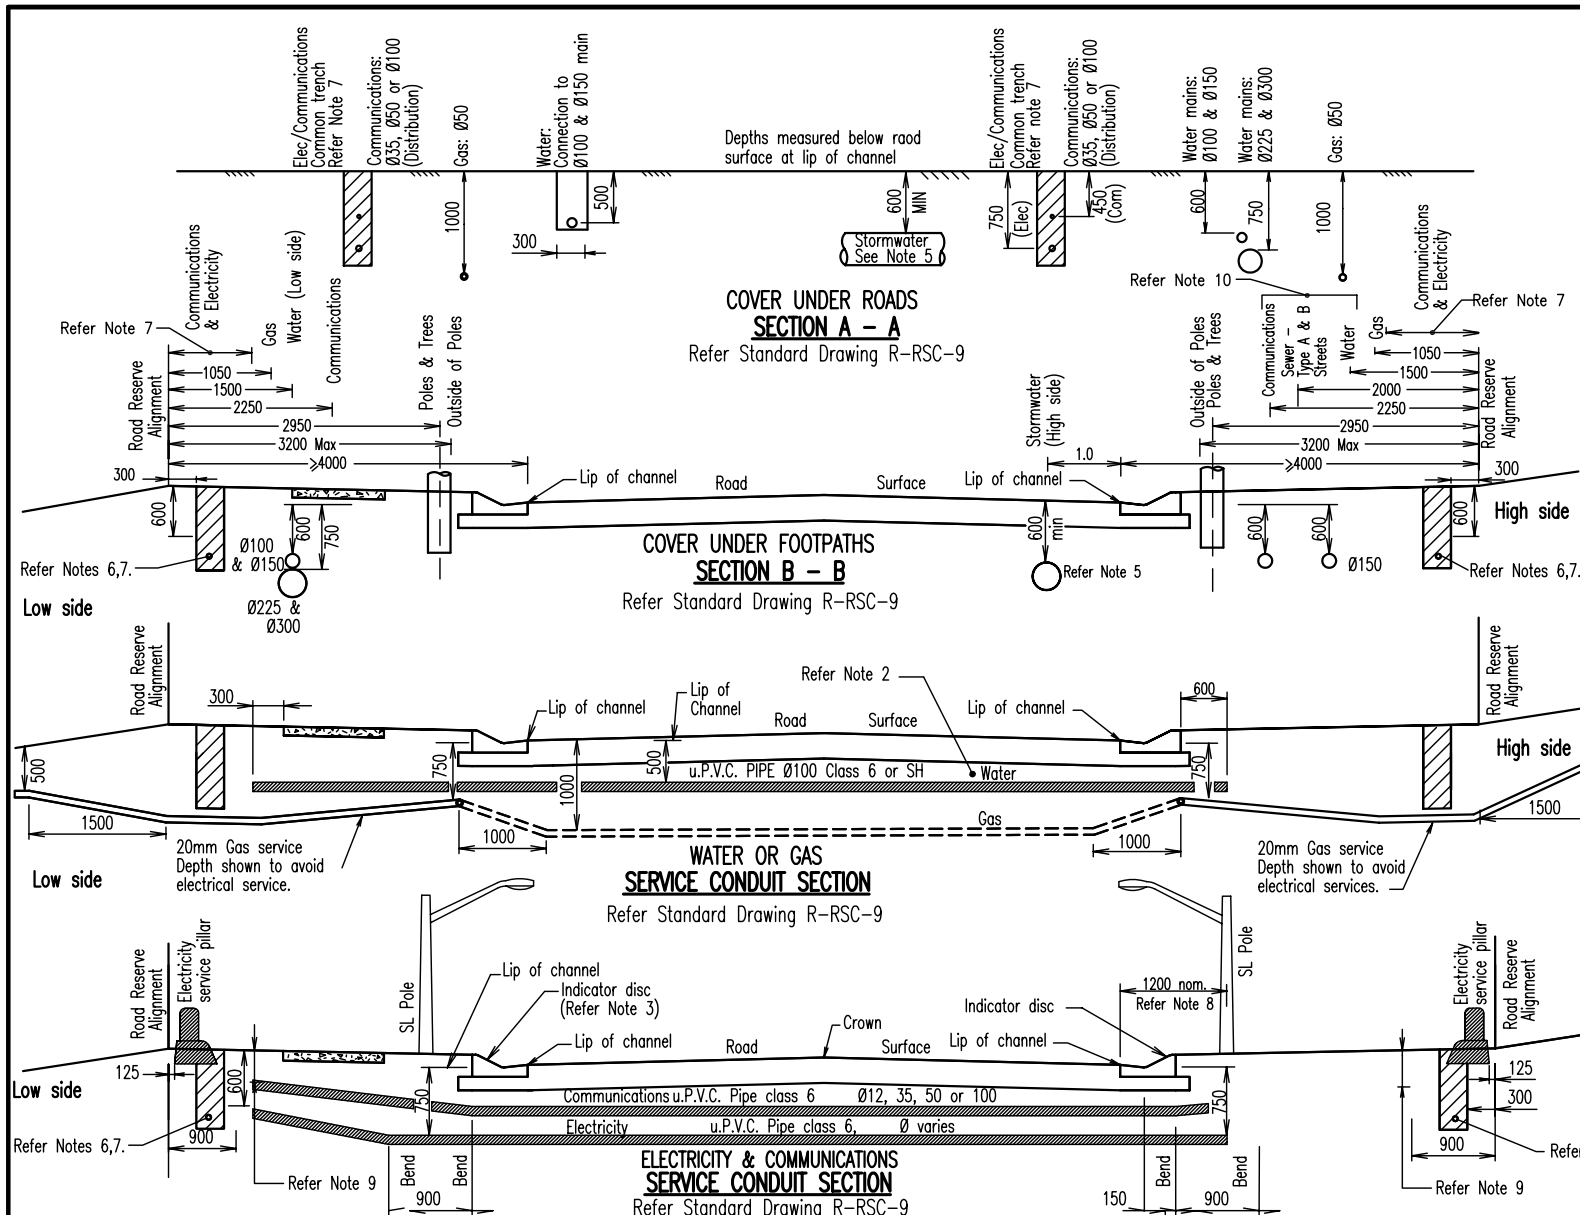 Elec/Communications
Common trench
Refer Note 7
Communications:
Ø35, Ø50 or Ø100
(Distribution)
Gas: Ø50
Water:
Connection to
Ø100 & Ø150 main
Depths measured below raod
surface at lip of channel
Elec/Communications
Common trench
Refer note 7
Communications:
Ø35, Ø50 or Ø100
(Distribution)
Water mains:
Ø100 & Ø150
Water mains:
Ø225 & Ø300
Gas: Ø50
1000
500
300
600
MIN
Stormwater
See Note 5
750
(Elec)
450
(Com)
600
750
1000
COVER UNDER ROADS
SECTION A - A
Refer Standard Drawing R-RSC-9
Refer Note 7
Communications
& Electricity
Gas
Water (Low side)
Communications
Poles & Trees
Outside of Poles
Road Reserve
Alignment
1050
1500
2250
2950
3200 Max
≥4000
300
Refer Note 10
Communications
& Electricity
Refer Note 7
Outside of Poles
Poles & Trees
Communications
Sewer -
Type A & B
Streets
Water
Gas
1050
1500
2000
2250
2950
3200 Max
≥4000
300
Road Reserve
Alignment
Stormwater
(High side)
1.0
Lip of channel
Road
Surface
Lip of channel
600
600
750
Ø100
& Ø150
Ø225 &
Ø300
Refer Notes 6,7.
Low side
600
min
Refer Note 5
600
600
Ø150
600
High side
Refer Notes 6,7.
COVER UNDER FOOTPATHS
SECTION B - B
Refer Standard Drawing R-RSC-9
Road Reserve
Alignment
300
Lip of channel
Lip of
Channel
Refer Note 2
Road
Surface
Lip of channel
600
Road Reserve
Alignment
High side
500
750
1000
500
u.P.V.C. PIPE Ø100 Class 6 or SH
Water
750
Gas
1500
1000
1000
1500
20mm Gas service
Depth shown to avoid
electrical service.
20mm Gas service
Depth shown to avoid
electrical services.
Low side
WATER OR GAS
SERVICE CONDUIT SECTION
Refer Standard Drawing R-RSC-9
Road Reserve
Alignment
Electricity
service pillar
SL Pole
Lip of channel
Indicator disc
(Refer Note 3)
Lip of channel
Road
Crown
Surface
Indicator disc
Lip of channel
1200 nom.
Refer Note 8
SL Pole
Electricity
service pillar
Road Reserve
Alignment
Low side
125
600
750
Communications u.P.V.C. Pipe class 6 Ø12, 35, 50 or 100
Electricity u.P.V.C. Pipe class 6, Ø varies
750
125
300
Refer Notes 6,7.
900
Refer Note 9
Bend
Bend
900
ELECTRICITY & COMMUNICATIONS
SERVICE CONDUIT SECTION
Refer Standard Drawing R-RSC-9
150
Bend
900
Bend
900
Refer
Refer Note 9